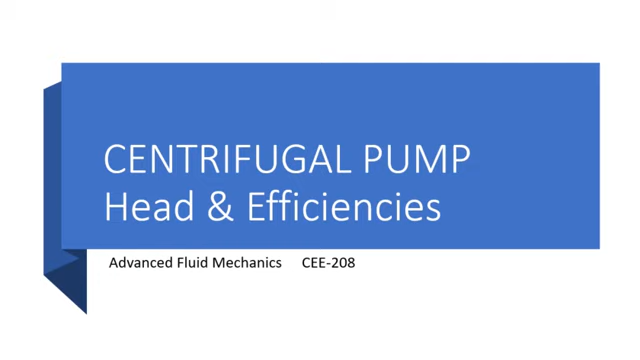 CENTRIFUGAL PUMP
Head & Efficiencies
Advanced Fluid Mechanics CEE-208